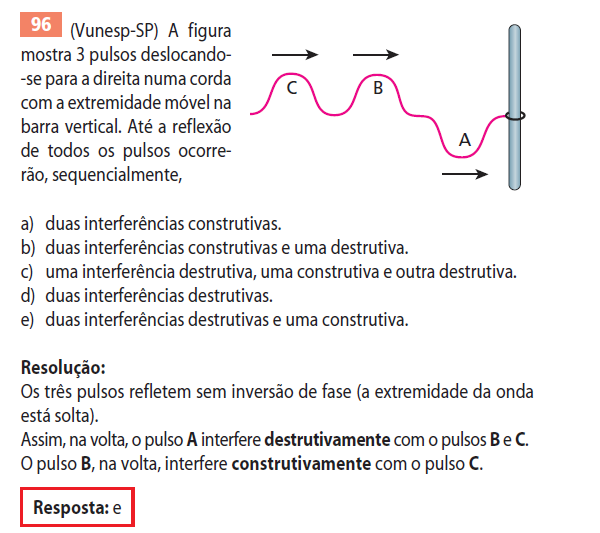 96 (Vunesp-SP) A figura
mostra 3 pulsos deslocando-
-se para a direita numa corda
com a extremidade móvel na
barra vertical. Até a reflexão
de todos os pulsos ocorre-
rão, sequencialmente,
C
B
A
a) duas interferências construtivas.
b) duas interferências construtivas e uma destrutiva.
c) uma interferência destrutiva, uma construtiva e outra destrutiva.
d) duas interferências destrutivas.
e) duas interferências destrutivas e uma construtiva.
Resolução:
Os três pulsos refletem sem inversão de fase (a extremidade da onda
está solta).
Assim, na volta, o pulso A interfere destrutivamente com o pulsos B e C.
O pulso B, na volta, interfere construtivamente com o pulso C.
Resposta: e